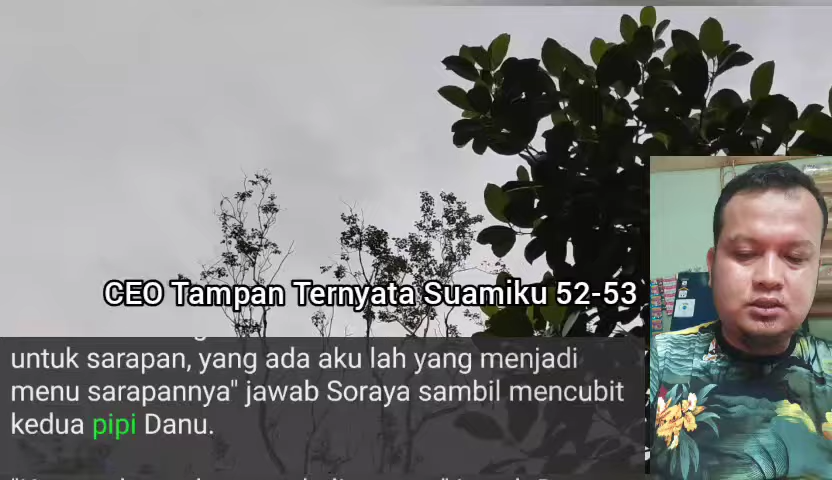 CEO Tampan Ternyata Suamiku 52-53
untuk sarapan, yang ada aku lah yang menjadi
menu sarapannya" jawab Soraya sambil mencubit
kedua pipi Danu.